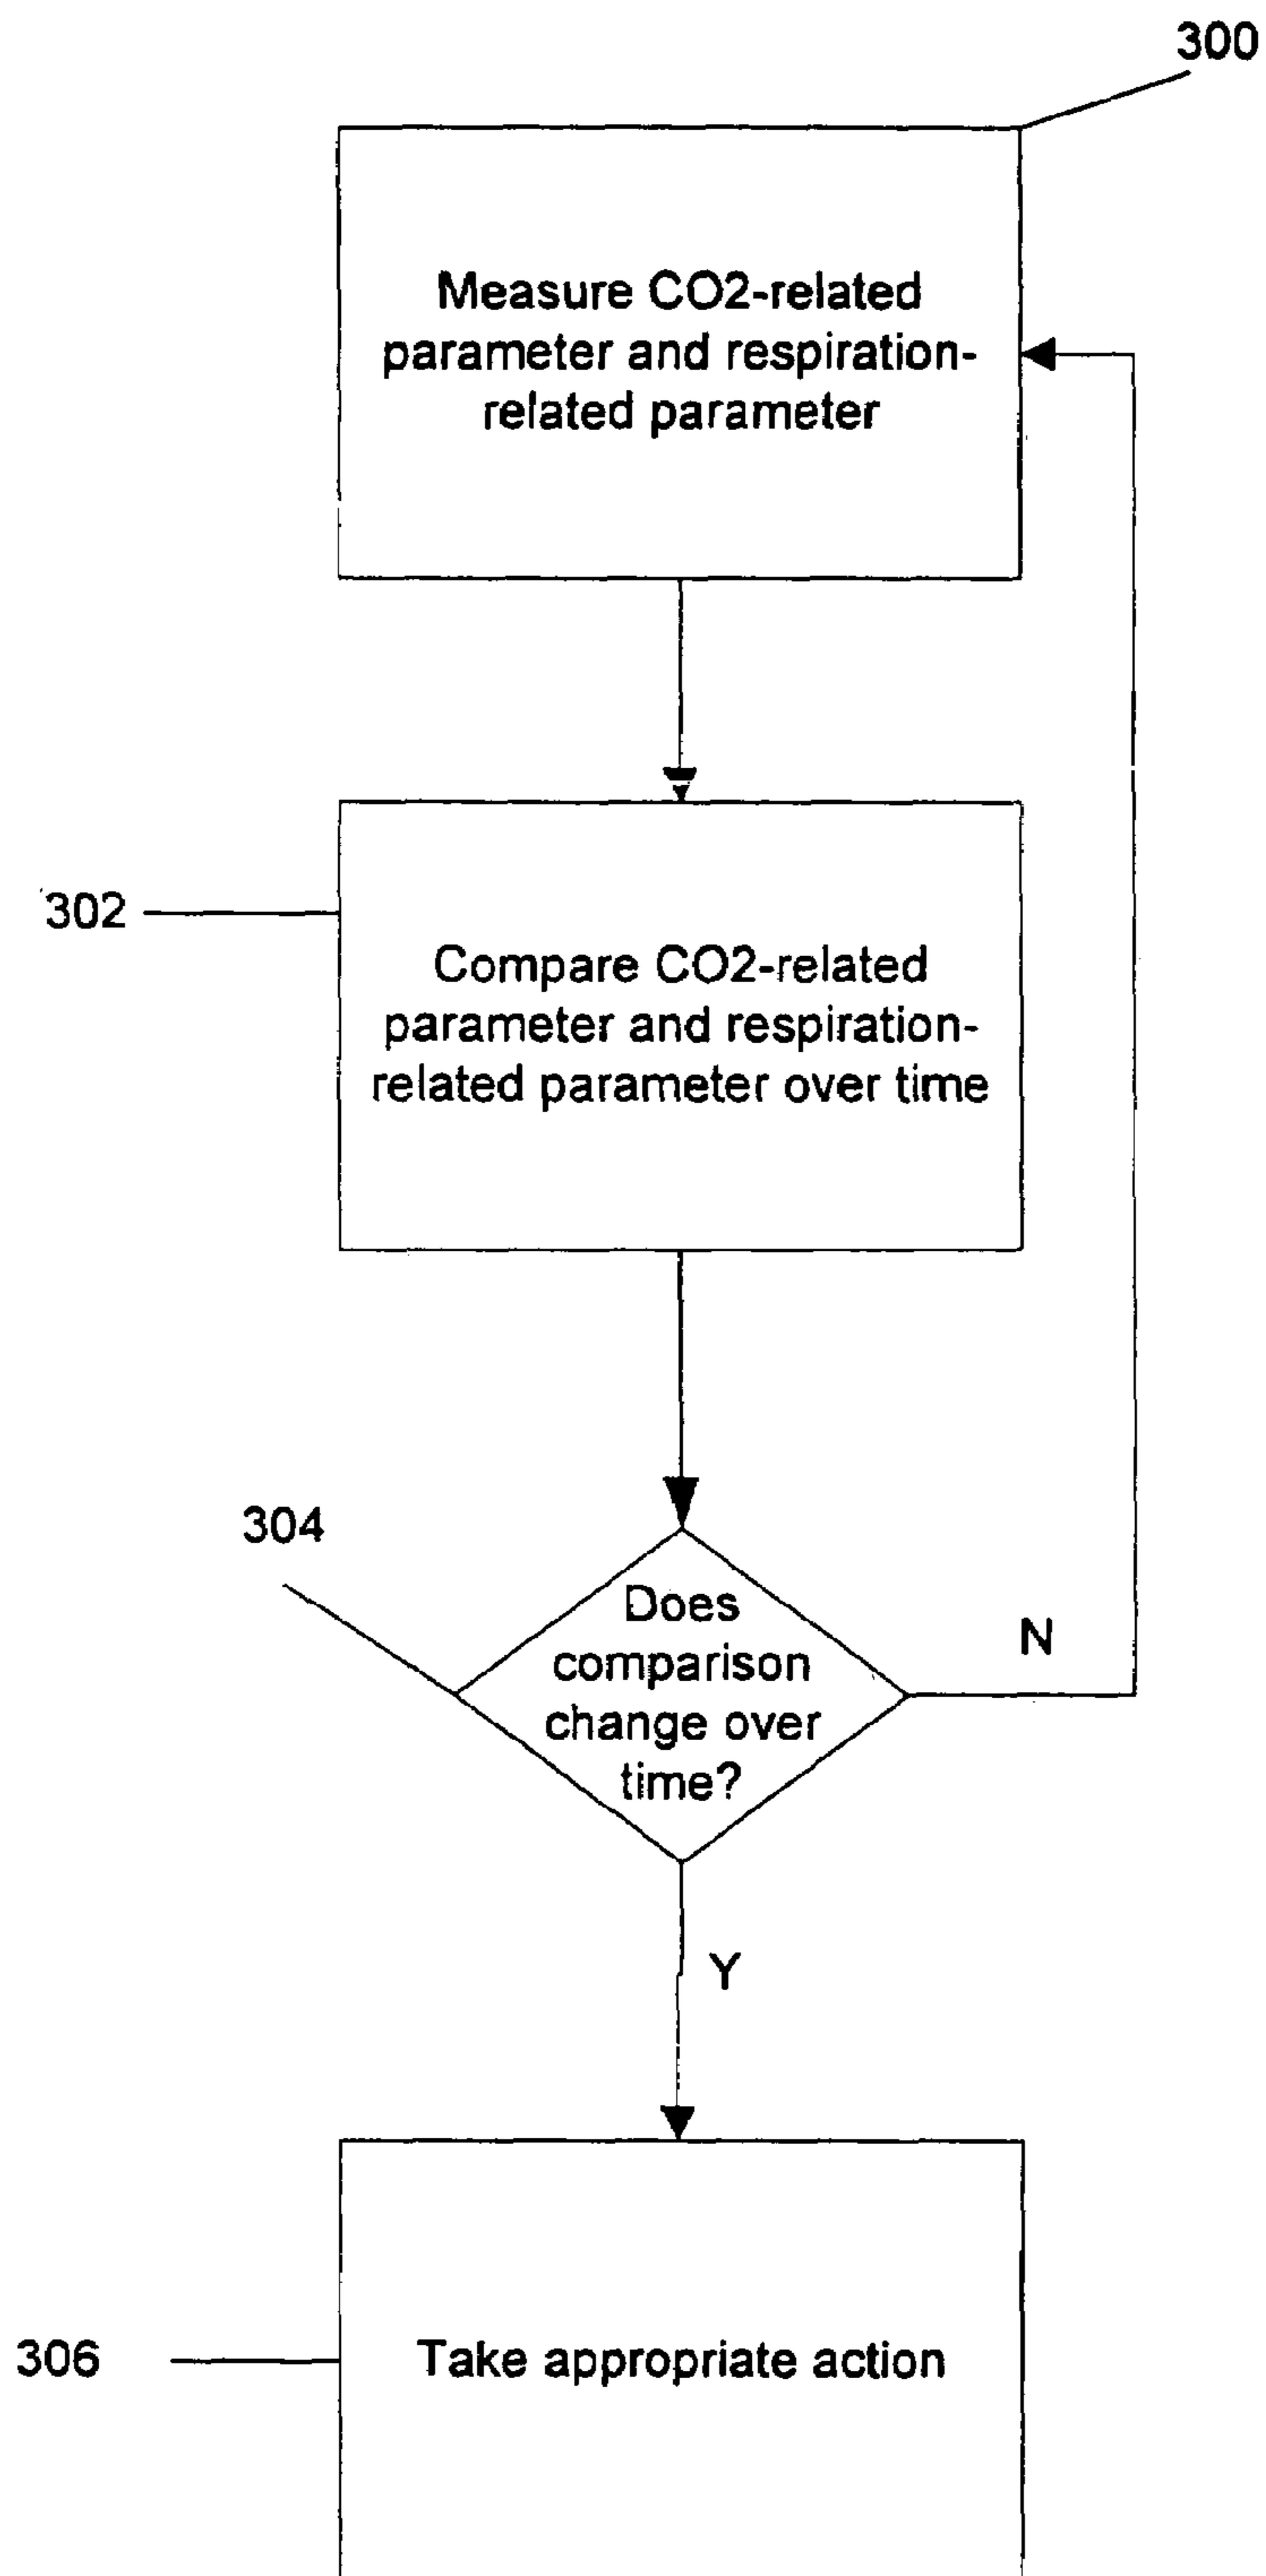 300
Measure CO2-related
parameter and respiration-
related parameter
302
Compare CO2-related
parameter and respiration-
related parameter over time
304
Does
comparison
change over
time?
N
Y
306
Take appropriate action